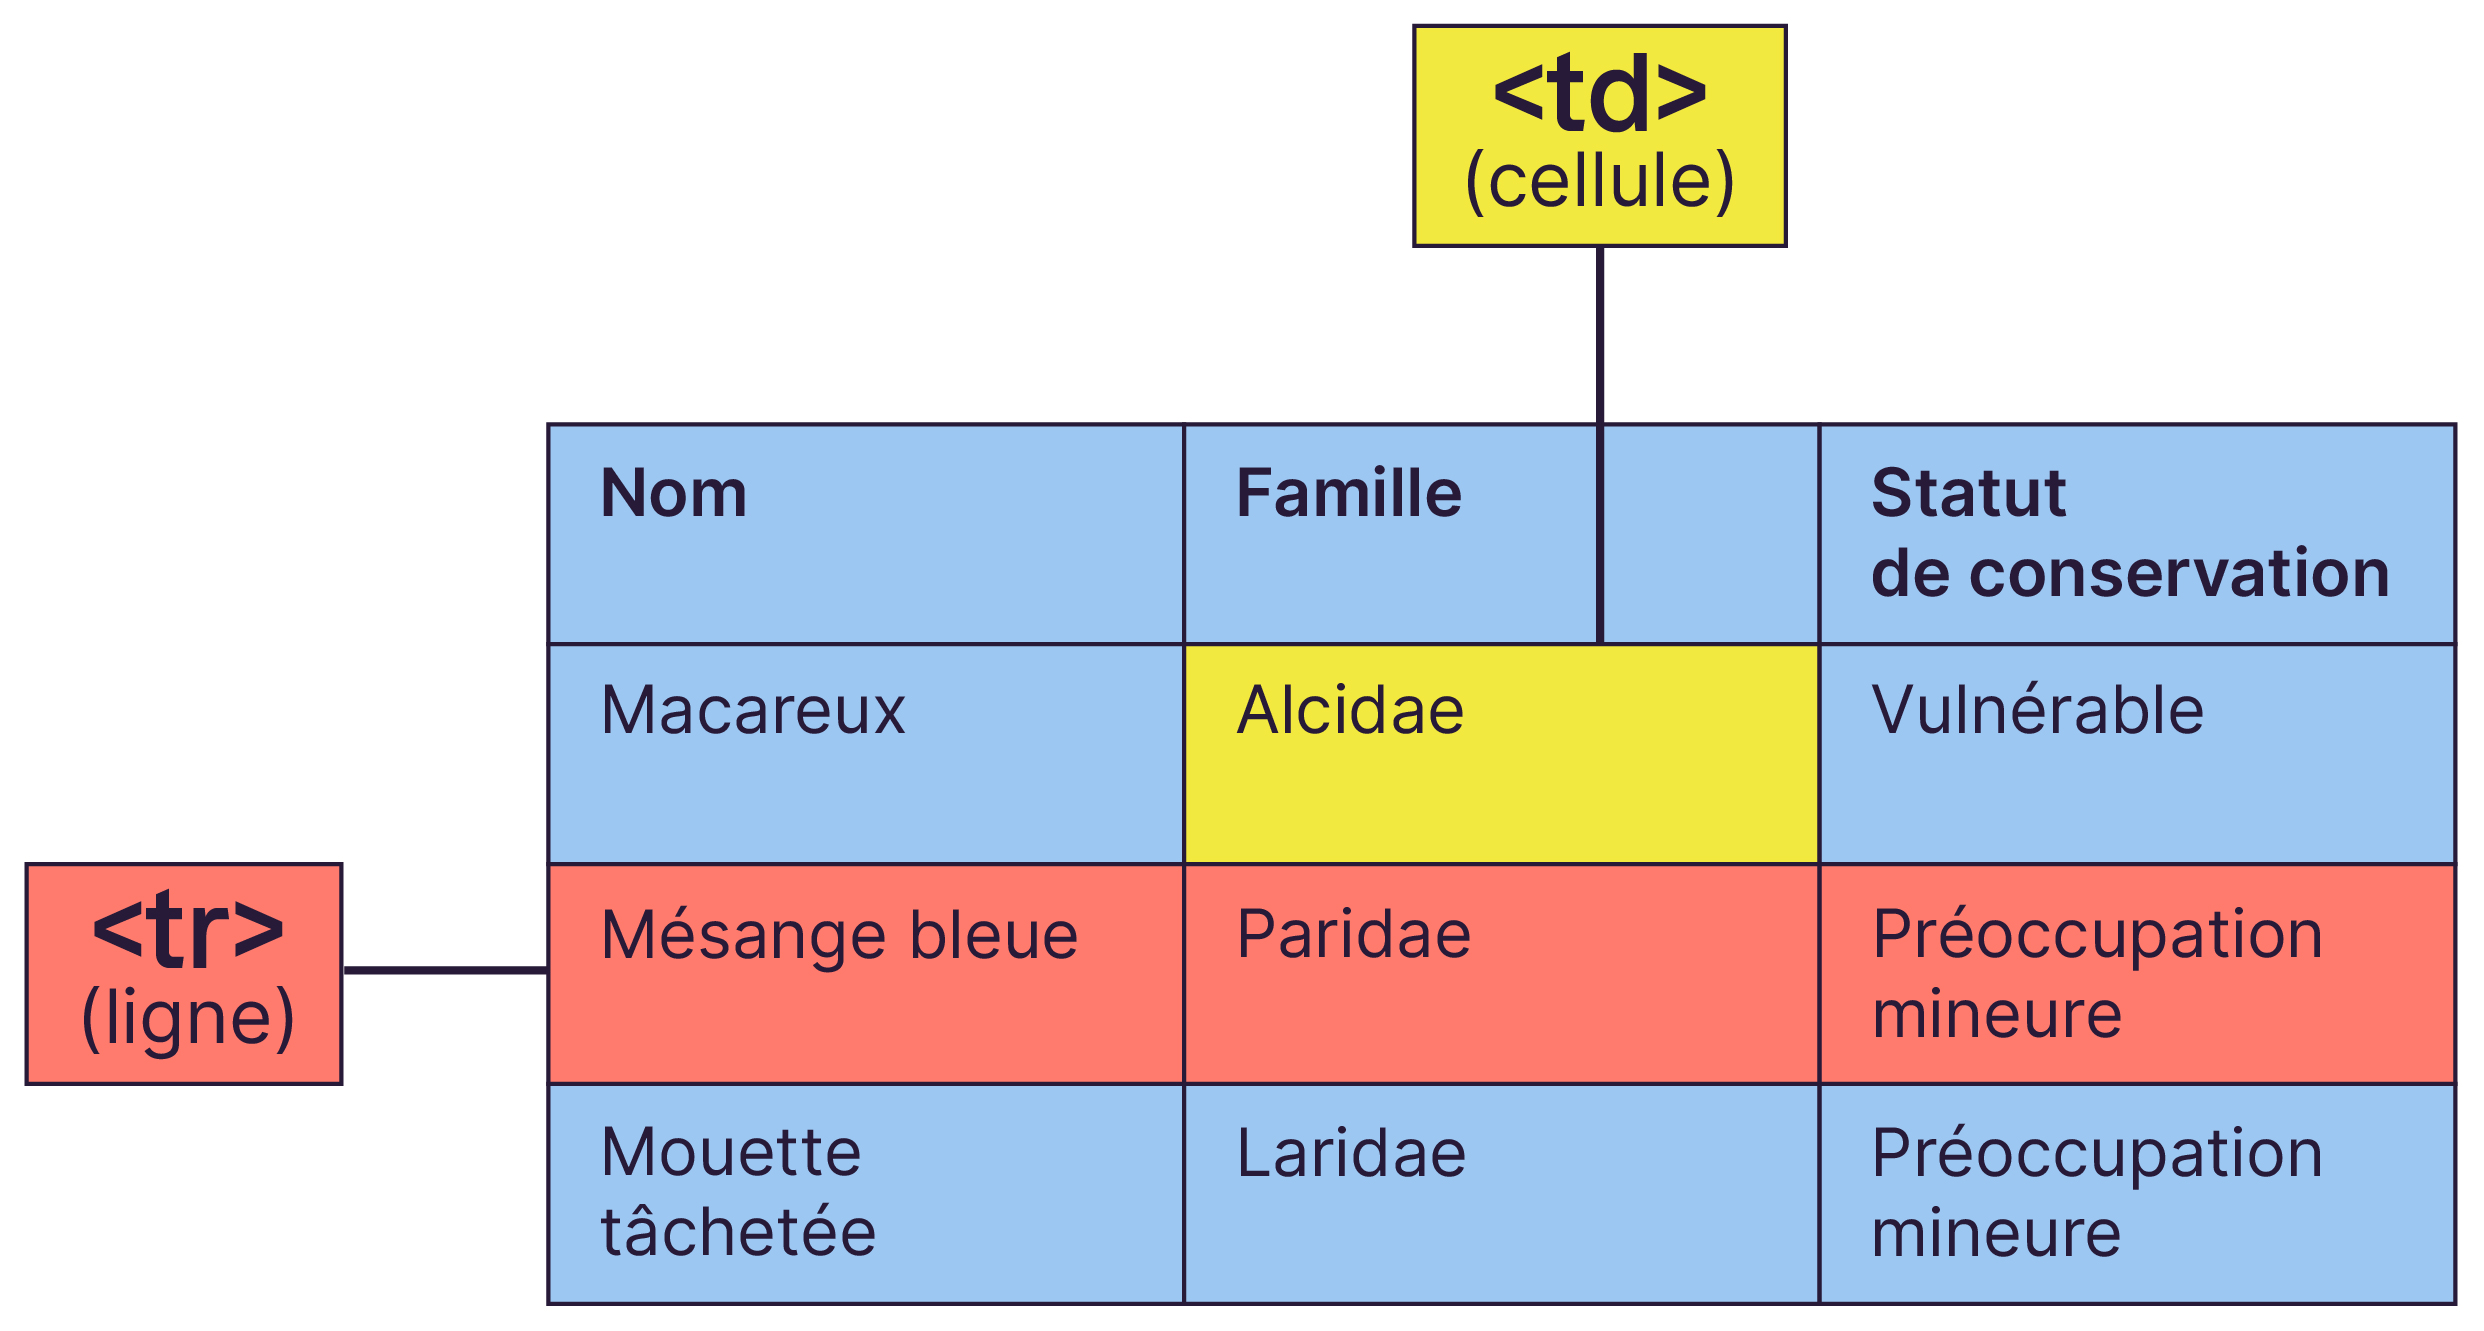 <td>
(cellule)
Nom
Famille
Statut
de conservation
Macareux
Alcidae
Vulnérable
<tr>
(ligne)
Mésange bleue
Paridae
Préoccupation
mineure
Mouette
tâchetée
Laridae
Préoccupation
mineure